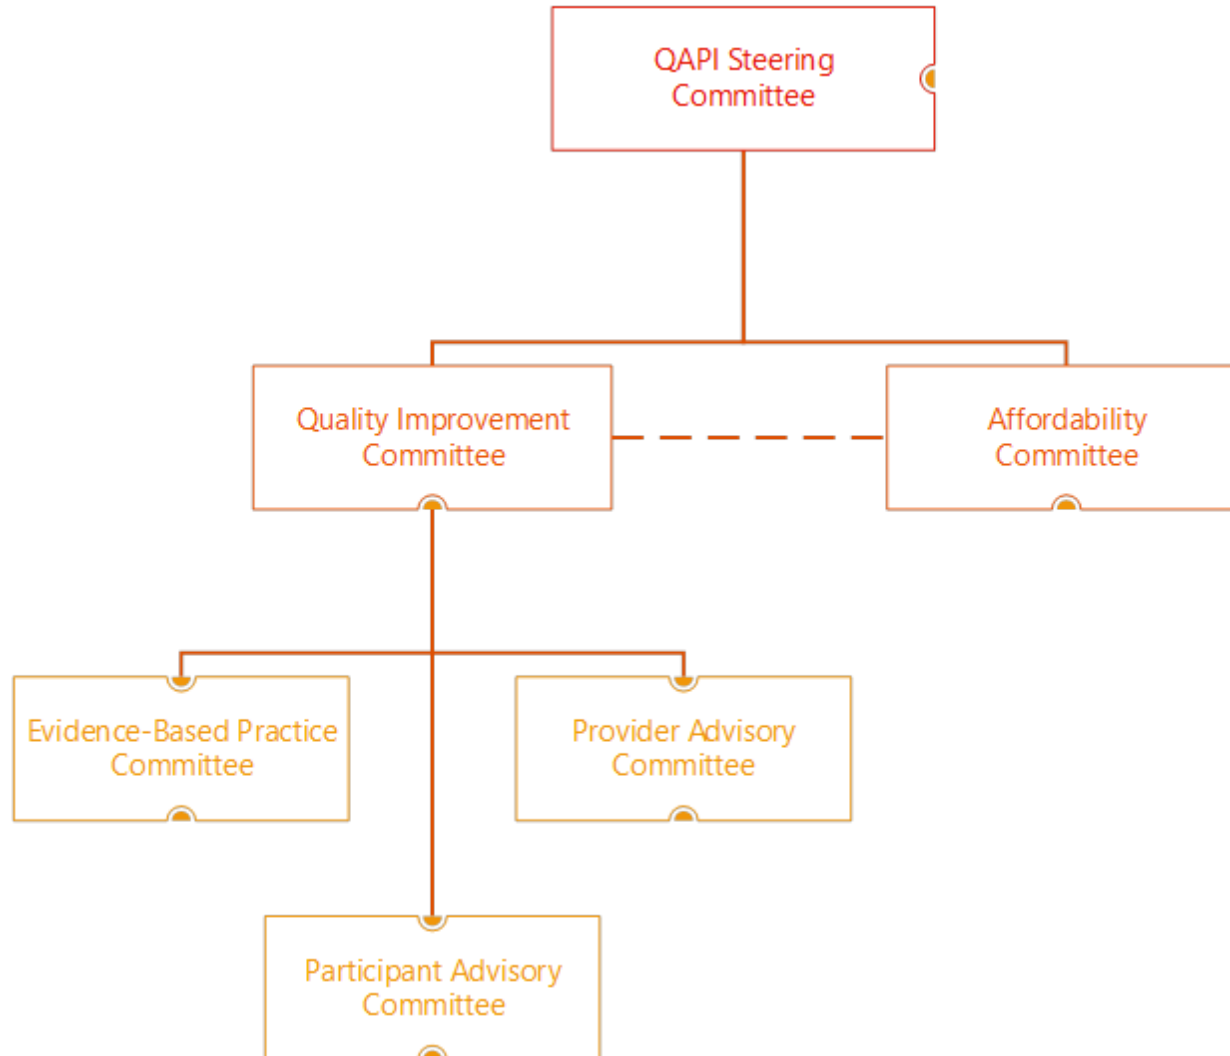 QAPI Steering
Committee
Quality Improvement
Committee
Affordability
Committee
Evidence-Based Practice
Committee
Provider Advisory
Committee
Participant Advisory
Committee